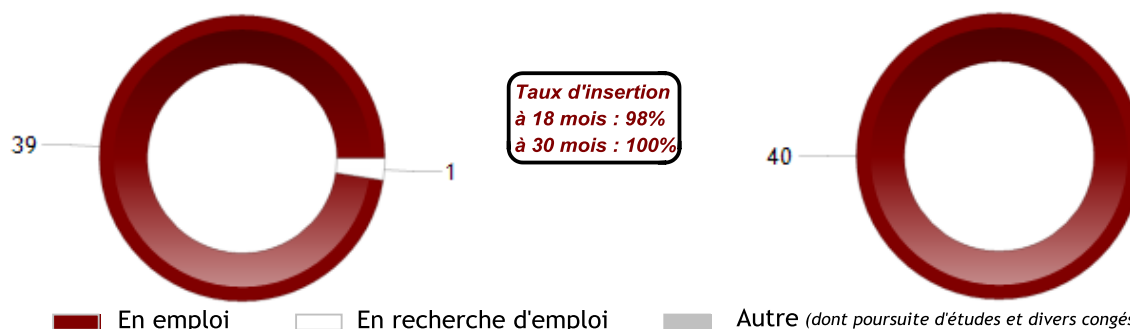 39
1
Taux d'insertion
à 18 mois : 98%
à 30 mois : 100%
40
En emploi
En recherche d'emploi
Autre (dont poursuite d'études et divers congés